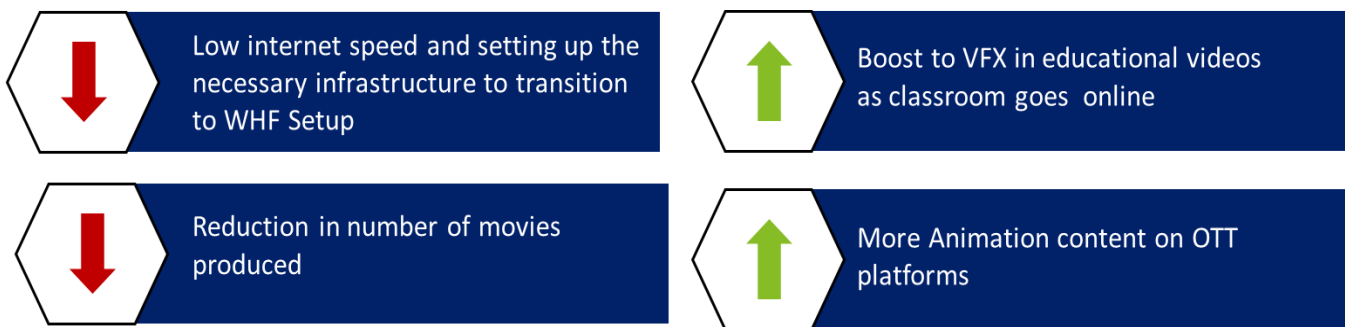 Low internet speed and setting up the
necessary infrastructure to transition
to WHF Setup
Boost to VFX in educational videos
as classroom goes online
Reduction in number of movies
produced
More Animation content on OTT
platforms